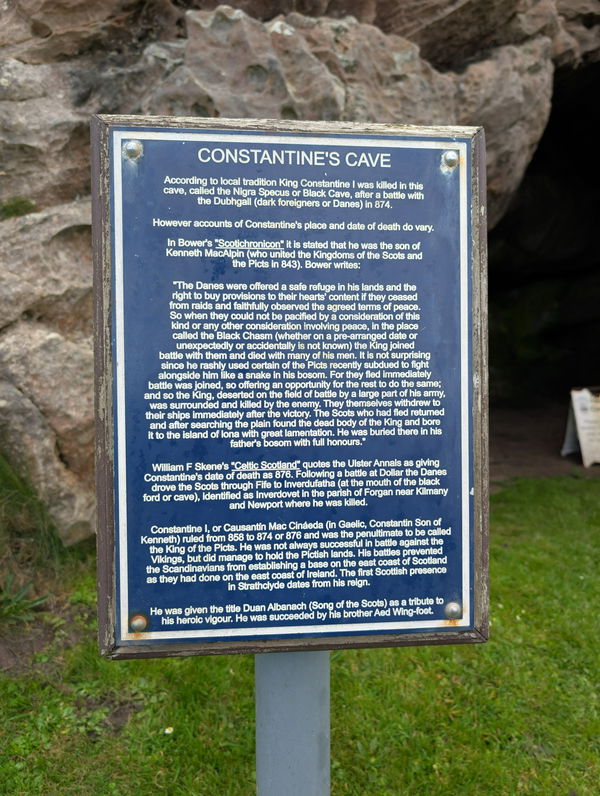 CONSTANTINE'S CAVE
According to local tradition King Constantine I was killed in this
cave, called the Nigra Specus or Black Cave, after a battle with
the Dubhgall (dark foreigners or Danes) in 874.
However accounts of Constantine's place and date of death do vary.
In Bower's "Scotichronicon" it is stated that he was the son of
Kenneth MacAlpin (who united the Kingdoms of the Scots and
the Picts in 843). Bower writes:
"The Danes were offered a safe refuge in his lands and the
right to buy provisions to their hearts' content if they ceased
from raids and faithfully observed the agreed terms of peace.
So when they could not be pacified by a consideration of this
kind or any other consideration involving peace, in the place
called the Black Chasm (whether on a pre-arranged date or
unexpectedly or accidentally is not known) the King joined
battle with them and died with many of his men. It is not surprising
since he rashly used certain of the Picts recently subdued to fight
alongside him like a snake in his bosom. For they fled immediately
battle was joined, so offering an opportunity for the rest to do the same;
and so the King, deserted on the field of battle by a large part of his army,
was surrounded and killed by the enemy. They themselves withdrew to
their ships immediately after the victory. The Scots who had fled returned
and after searching the plain found the dead body of the King and bore
it to the island of Iona with great lamentation. He was buried there in his
father's bosom with full honours."
William F Skene's "Celtic Scotland" quotes the Ulster Annals as giving
Constantine's date of death as 876. Following a battle at Dollar the Danes
drove the Scots through Fife to Inverdufatha (at the mouth of the black
ford or cave), identified as Inverdovet in the parish of Forgan near Kilmany
and Newport where he was killed.
Constantine I, or Causantín Mac Cináeda (in Gaelic, Constantin Son of
Kenneth) ruled from 858 to 874 or 876 and was the penultimate to be called
the King of the Picts. He was not always successful in battle against the
Vikings, but did manage to hold the Pictish lands. His battles prevented
the Scandinavians from establishing a base on the east coast of Scotland
as they had done on the east coast of Ireland. The first Scottish presence
in Strathclyde dates from his reign.
He was given the title Duan Albanach (Song of the Scots) as a tribute to
his heroic vigour. He was succeeded by his brother Aed Wing-foot.